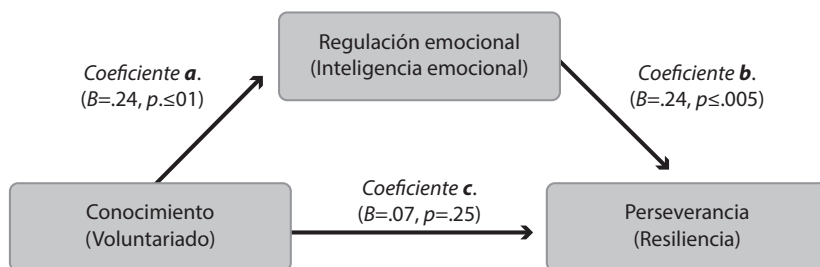 Regulación emocional
(Inteligencia emocional)
Coeficiente a.
(B=.24, p.≤01)
Coeficiente b.
(B=.24, p≤.005)
Conocimiento
(Voluntariado)
Coeficiente c.
(B=.07, p=.25)
Perseverancia
(Resiliencia)